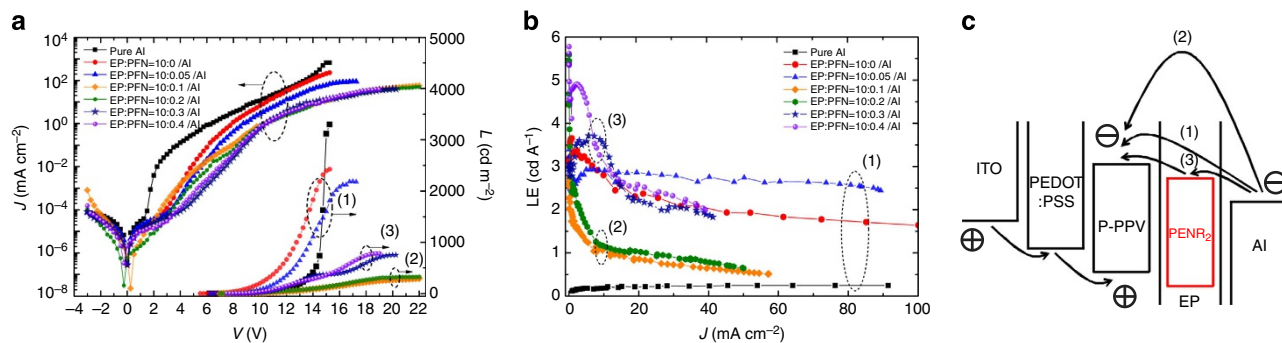 a
J (mA cm⁻²)
10⁴
10²
10⁰
10⁻²
10⁻⁴
10⁻⁶
10⁻⁸
Pure Al
EP:PFN=10:0 /Al
EP:PFN=10:0.05 /Al
EP:PFN=10:0.1 /Al
EP:PFN=10:0.2 /Al
EP:PFN=10:0.3 /Al
EP:PFN=10:0.4 /Al
(1)
(3)
(2)
5000
4000
3000
2000
1000
0
L (cd m⁻²)
−4 −2 0 2 4 6 8 10 12 14 16 18 20 22
V (V)
b
LE (cd A⁻¹)
6
5
4
3
2
1
0
Pure Al
EP:PFN=10:0 /Al
EP:PFN=10:0.05 /Al
EP:PFN=10:0.1 /Al
EP:PFN=10:0.2 /Al
EP:PFN=10:0.3 /Al
EP:PFN=10:0.4 /Al
(3)
(1)
(2)
0 20 40 60 80 100
J (mA cm⁻²)
c
(2)
(1)
(3)
ITO
PEDOT
:PSS
P-PPV
PENR₂
EP
Al